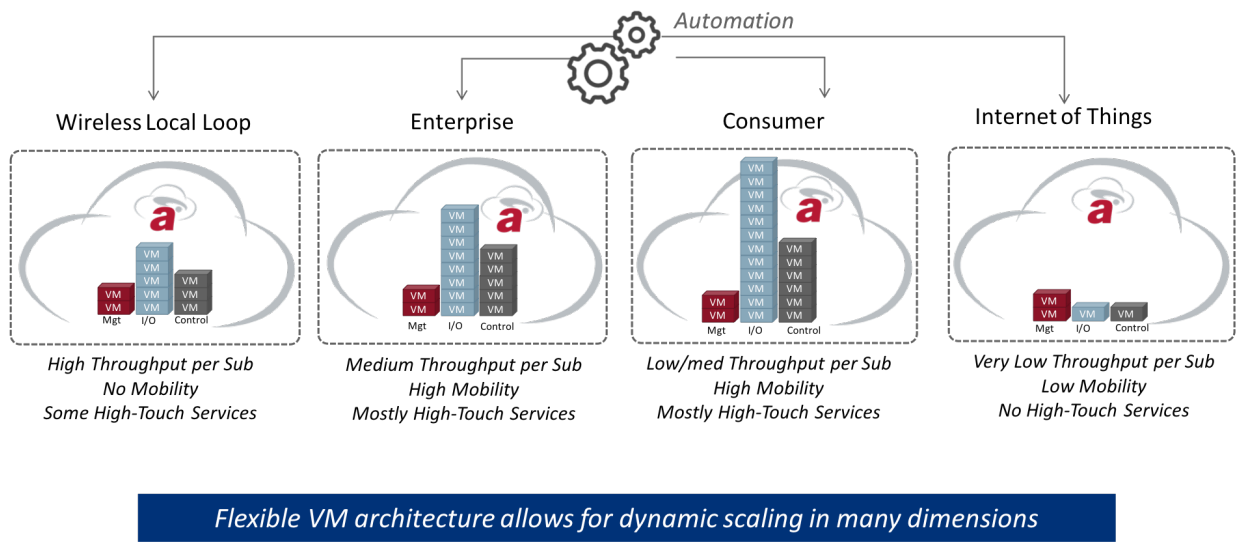 Automation
Wireless Local Loop
a
VM
VM VM
VM VM VM
VM VM VM
Mgt I/O Control
High Throughput per Sub
No Mobility
Some High-Touch Services
Enterprise
a
VM
VM
VM
VM VM
VM VM
VM VM
VM VM VM
VM VM VM
Mgt I/O Control
Medium Throughput per Sub
High Mobility
Mostly High-Touch Services
Consumer
a
VM
VM
VM
VM
VM
VM
VM VM
VM VM
VM VM
VM VM
VM VM VM
VM VM VM
Mgt I/O Control
Low/med Throughput per Sub
High Mobility
Mostly High-Touch Services
Internet of Things
a
VM
VM VM VM
Mgt I/O Control
Very Low Throughput per Sub
Low Mobility
No High-Touch Services
Flexible VM architecture allows for dynamic scaling in many dimensions